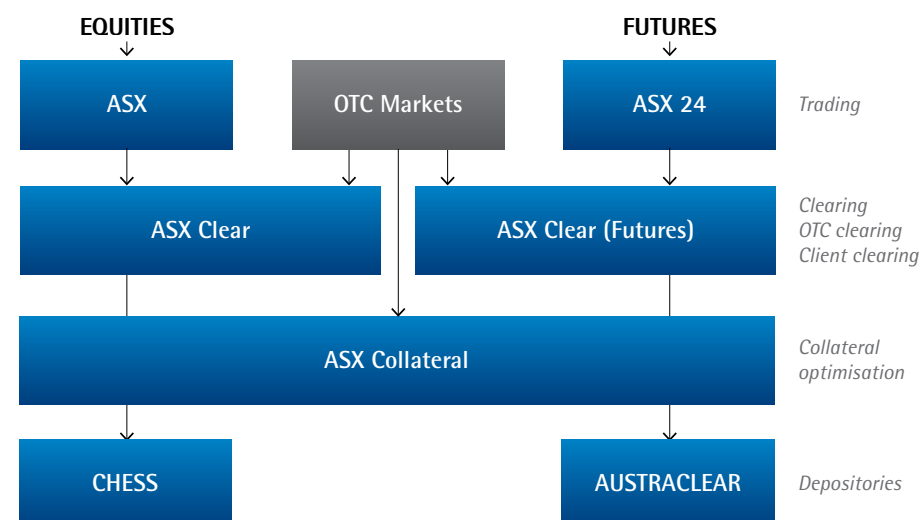 EQUITIES
FUTURES
ASX
OTC Markets
ASX 24
Trading
ASX Clear
ASX Clear (Futures)
Clearing
OTC clearing
Client clearing
ASX Collateral
Collateral
optimisation
CHESS
AUSTRACLEAR
Depositories